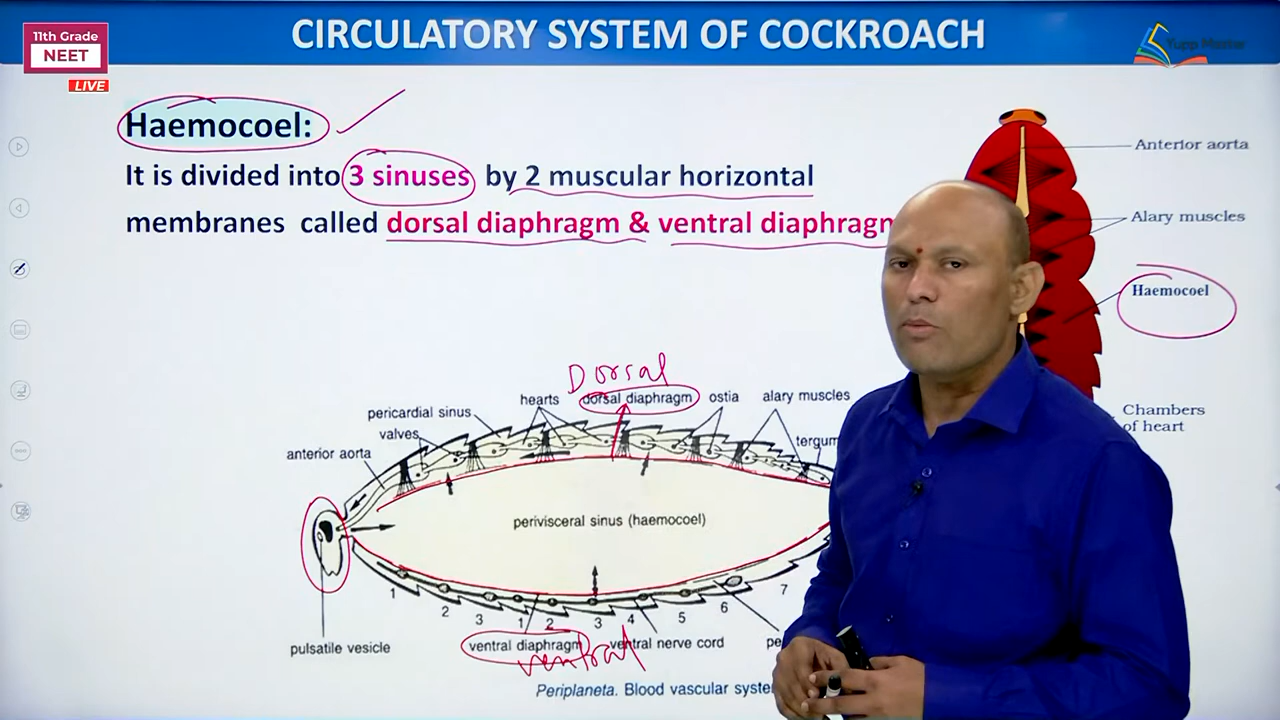 CIRCULATORY SYSTEM OF COCKROACH
11th Grade
NEET
LIVE
Yupp Master
Haemocoel:
It is divided into 3 sinuses by 2 muscular horizontal
membranes called dorsal diaphragm & ventral diaphragm
Anterior aorta
Alary muscles
Haemocoel
Chambers
of heart
Dorsal
hearts
dorsal diaphragm
ostia
alary muscles
pericardial sinus
valves
tergum
anterior aorta
perivisceral sinus (haemocoel)
1
2
3
1
2
3
4
5
6
7
pulsatile vesicle
ventral diaphragm
ventral nerve cord
pe
ventral
Periplaneta. Blood vascular syste